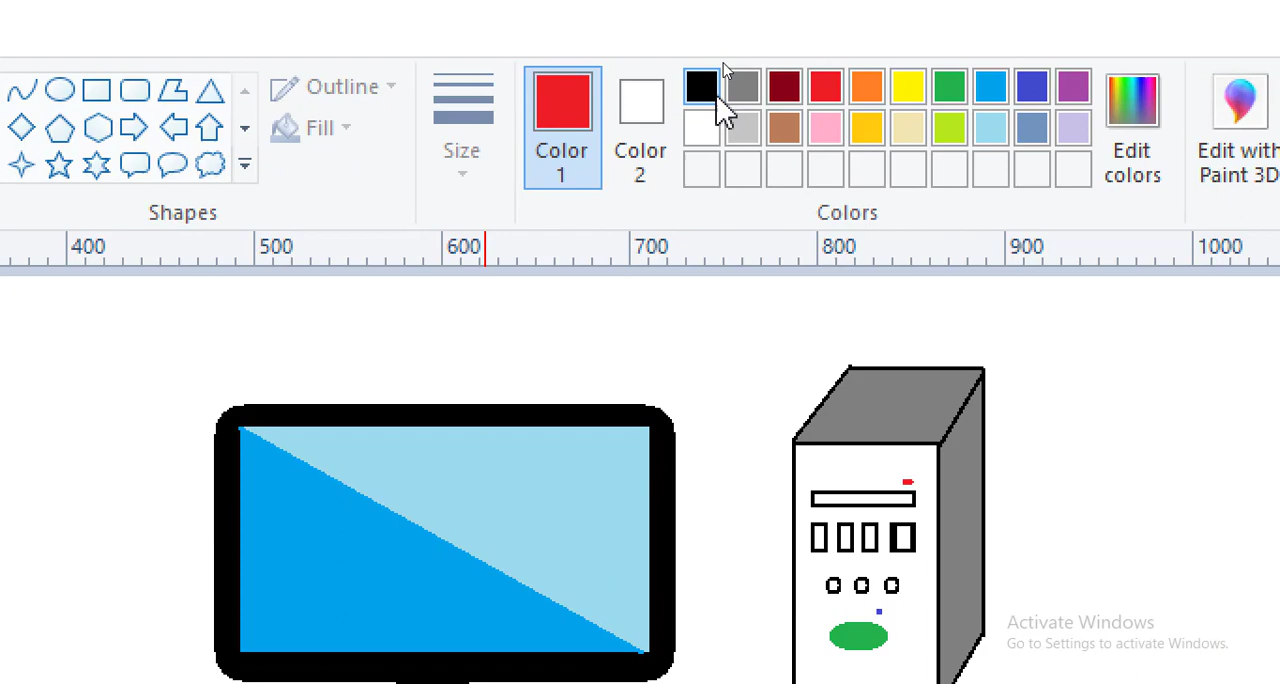 Outline
Fill
Size
Color
1
Color
2
Edit
colors
Edit with
Paint 3D
Shapes
Colors
400 500 600 700 800 900 1000
Activate Windows
Go to Settings to activate Windows.